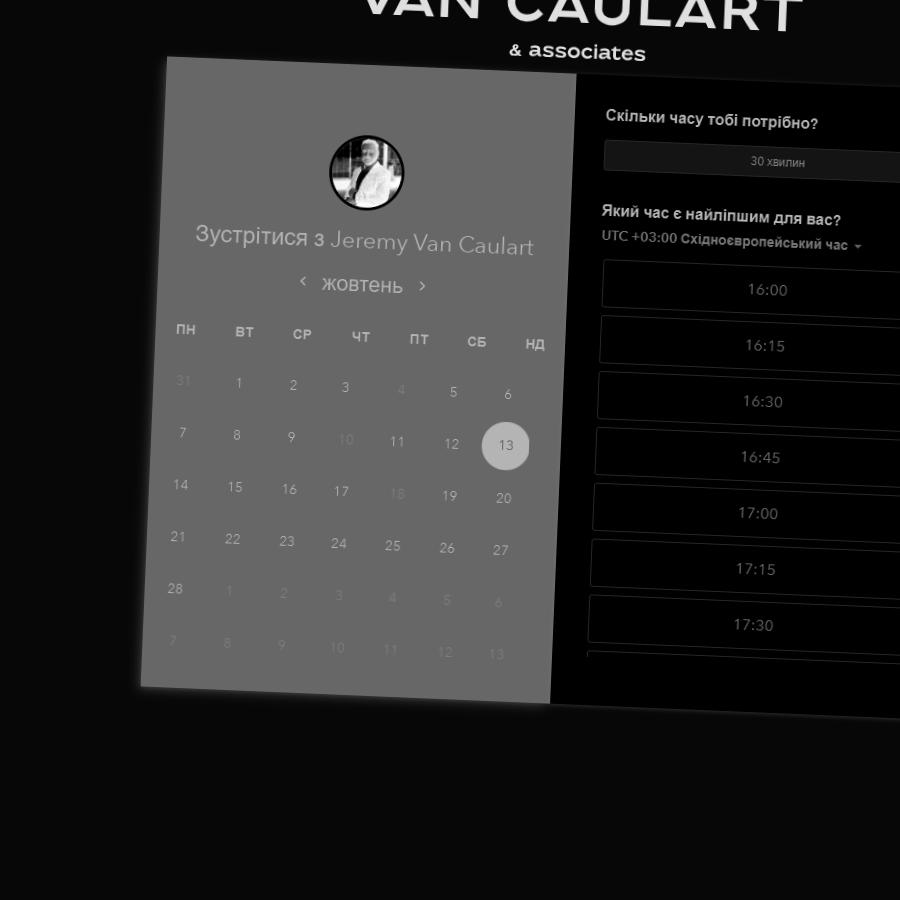 VAN CAULART
& associates
Зустрітися з Jeremy Van Caulart
жовтень
ПН ВТ СР ЧТ ПТ СБ НД
31 1 2 3 4 5 6
7 8 9 10 11 12 13
14 15 16 17 18 19 20
21 22 23 24 25 26 27
28 1 2 3 4 5 6
7 8 9 10 11 12 13
Скільки часу тобі потрібно?
30 хвилин
Який час є найліпшим для вас?
UTC +03:00 Східноєвропейський час
16:00
16:15
16:30
16:45
17:00
17:15
17:30